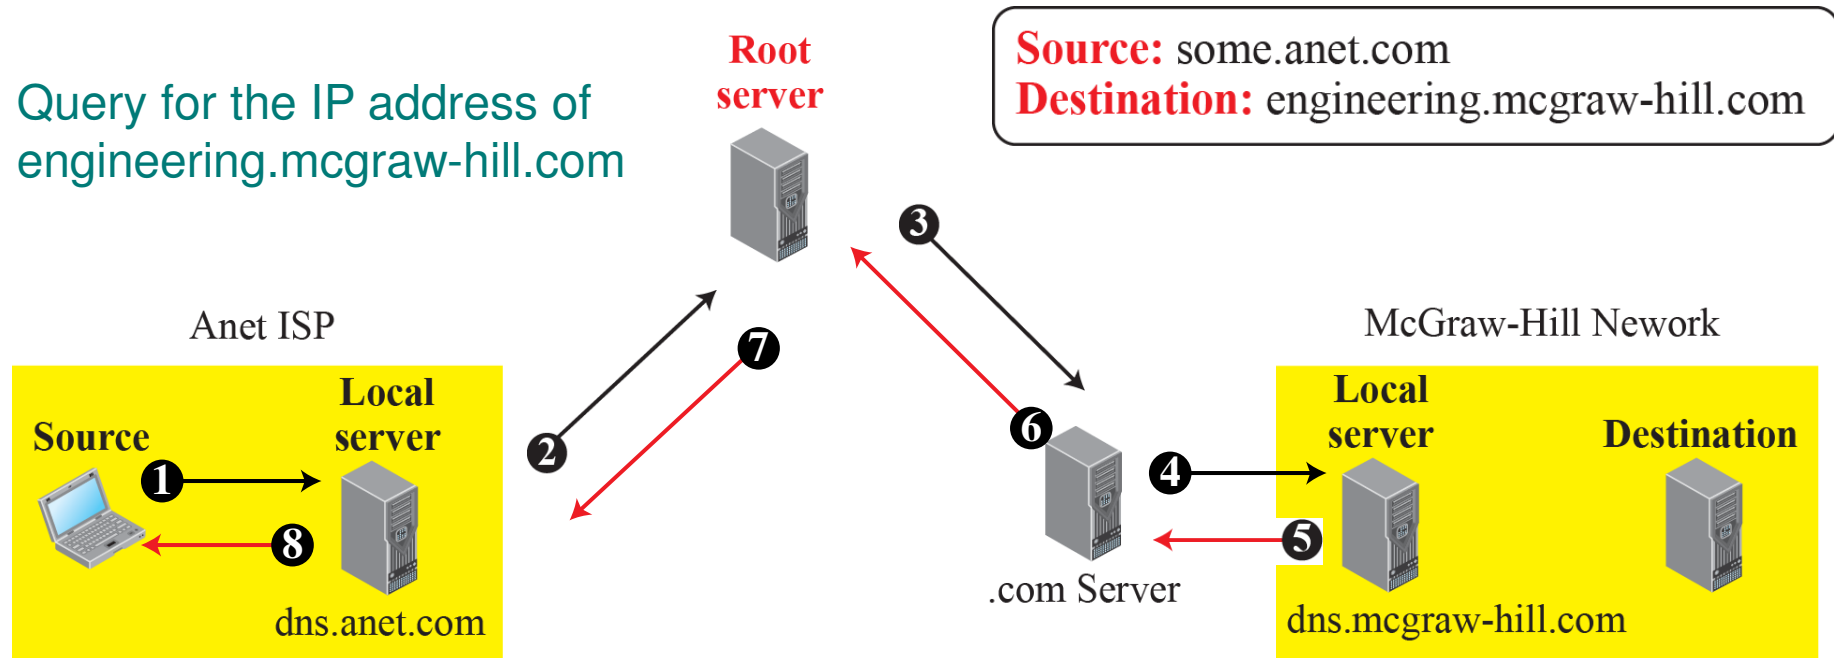 Query for the IP address of
engineering.mcgraw-hill.com
Root
server
Source: some.anet.com
Destination: engineering.mcgraw-hill.com
3
Anet ISP
7
McGraw-Hill Nework
Source
Local
server
1
8
dns.anet.com
2
6
.com Server
4
5
Local
server
Destination
dns.mcgraw-hill.com